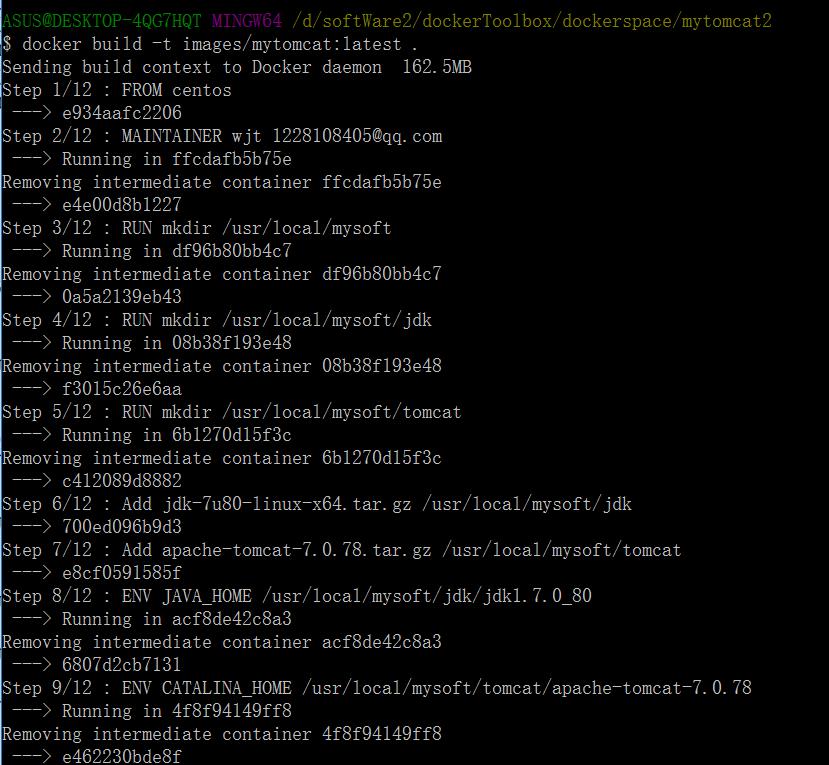 ASUS@DESKTOP-4QG7HQT MINGW64 /d/softWare2/dockerToolbox/dockerspace/mytomcat2
$ docker build -t images/mytomcat:latest .
Sending build context to Docker daemon  162.5MB
Step 1/12 : FROM centos
 ---> e934aafc2206
Step 2/12 : MAINTAINER wjt 1228108405@qq.com
 ---> Running in ffcdafb5b75e
Removing intermediate container ffcdafb5b75e
 ---> e4e00d8b1227
Step 3/12 : RUN mkdir /usr/local/mysoft
 ---> Running in df96b80bb4c7
Removing intermediate container df96b80bb4c7
 ---> 0a5a2139eb43
Step 4/12 : RUN mkdir /usr/local/mysoft/jdk
 ---> Running in 08b38f193e48
Removing intermediate container 08b38f193e48
 ---> f3015c26e6aa
Step 5/12 : RUN mkdir /usr/local/mysoft/tomcat
 ---> Running in 6b1270d15f3c
Removing intermediate container 6b1270d15f3c
 ---> c412089d8882
Step 6/12 : Add jdk-7u80-linux-x64.tar.gz /usr/local/mysoft/jdk
 ---> 700ed096b9d3
Step 7/12 : Add apache-tomcat-7.0.78.tar.gz /usr/local/mysoft/tomcat
 ---> e8cf0591585f
Step 8/12 : ENV JAVA_HOME /usr/local/mysoft/jdk/jdk1.7.0_80
 ---> Running in acf8de42c8a3
Removing intermediate container acf8de42c8a3
 ---> 6807d2cb7131
Step 9/12 : ENV CATALINA_HOME /usr/local/mysoft/tomcat/apache-tomcat-7.0.78
 ---> Running in 4f8f94149ff8
Removing intermediate container 4f8f94149ff8
 ---> e462230bde8f